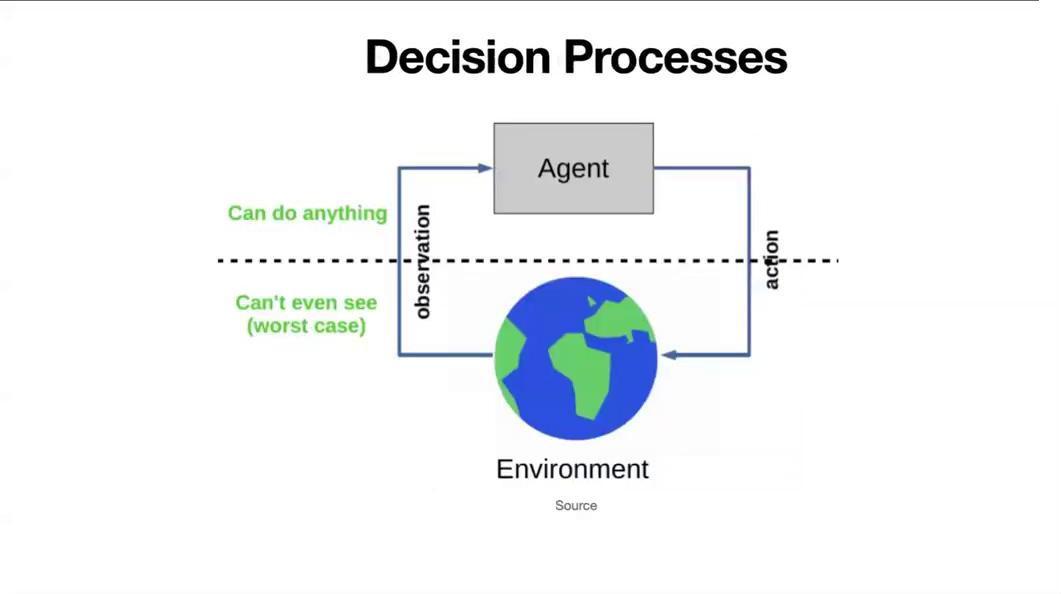 Decision Processes
Agent
Can do anything
observation
action
Can't even see
(worst case)
Environment
Source